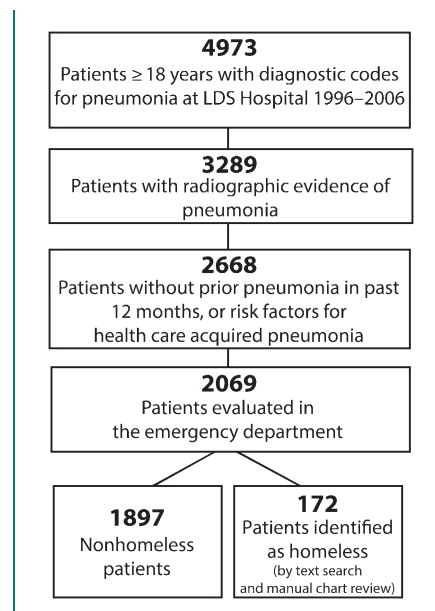 4973
Patients ≥ 18 years with diagnostic codes
for pneumonia at LDS Hospital 1996–2006
3289
Patients with radiographic evidence of
pneumonia
2668
Patients without prior pneumonia in past
12 months, or risk factors for
health care acquired pneumonia
2069
Patients evaluated in
the emergency department
1897
Nonhomeless
patients
172
Patients identified
as homeless
(by text search
and manual chart review)